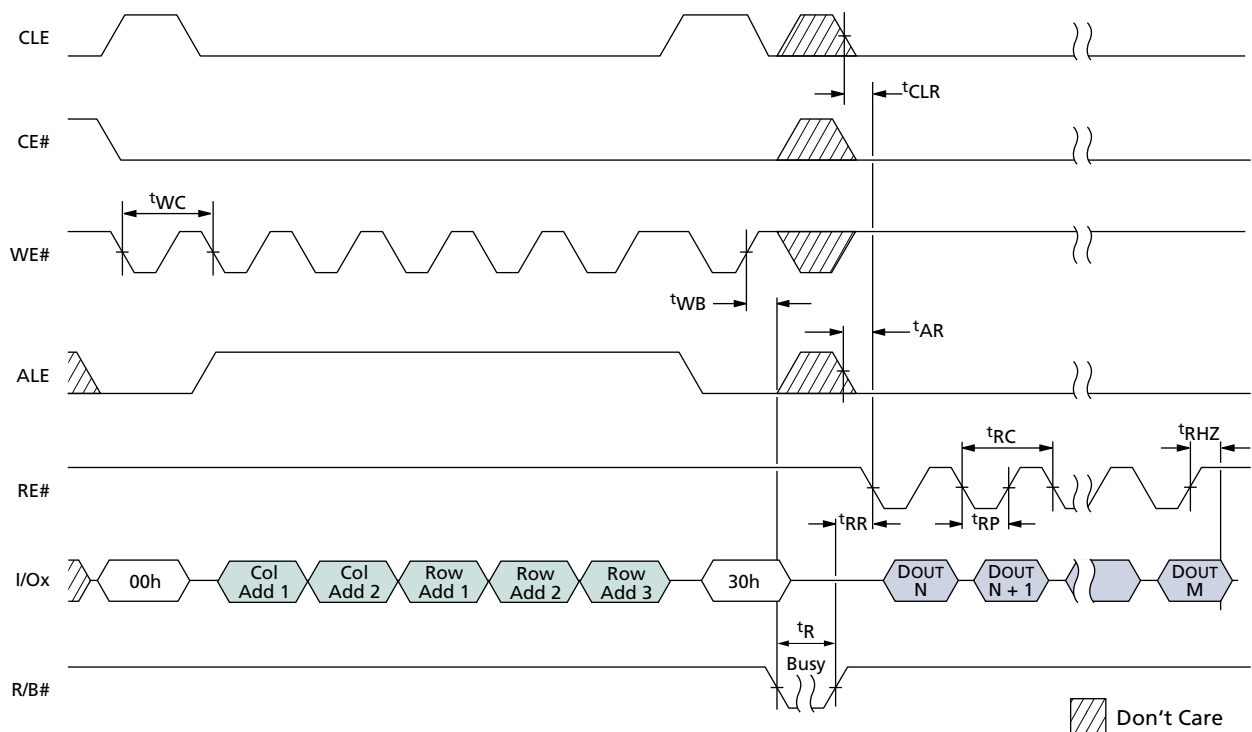 CLE
tCLR
CE#
tWC
WE#
tWB
tAR
ALE
tRC
tRHZ
RE#
tRR
tRP
I/Ox
00h
Col
Add 1
Col
Add 2
Row
Add 1
Row
Add 2
Row
Add 3
30h
DOUT
N
DOUT
N + 1
DOUT
M
tR
Busy
R/B#
Don‘t Care